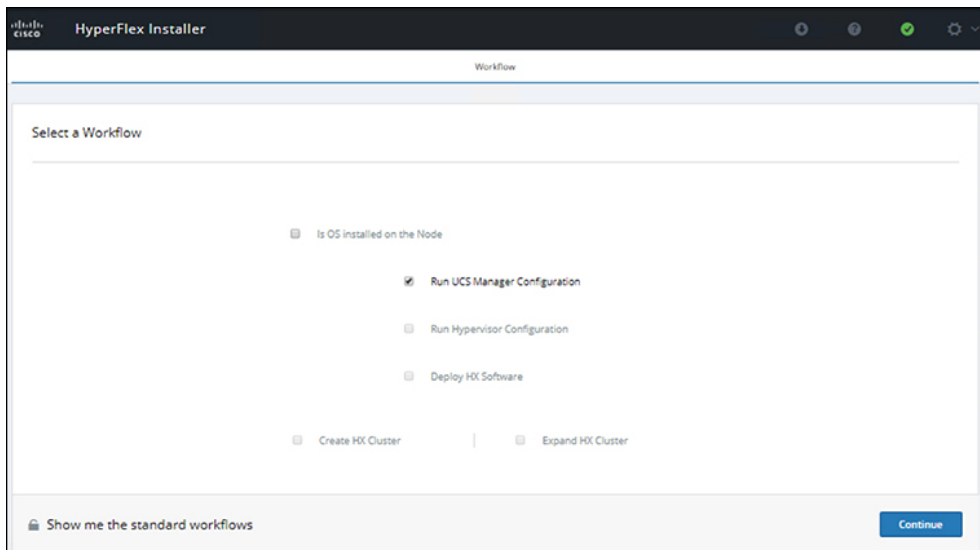 cisco
HyperFlex Installer
Workflow
Select a Workflow
Is OS installed on the Node
Run UCS Manager Configuration
Run Hypervisor Configuration
Deploy HX Software
Create HX Cluster
Expand HX Cluster
Show me the standard workflows
Continue